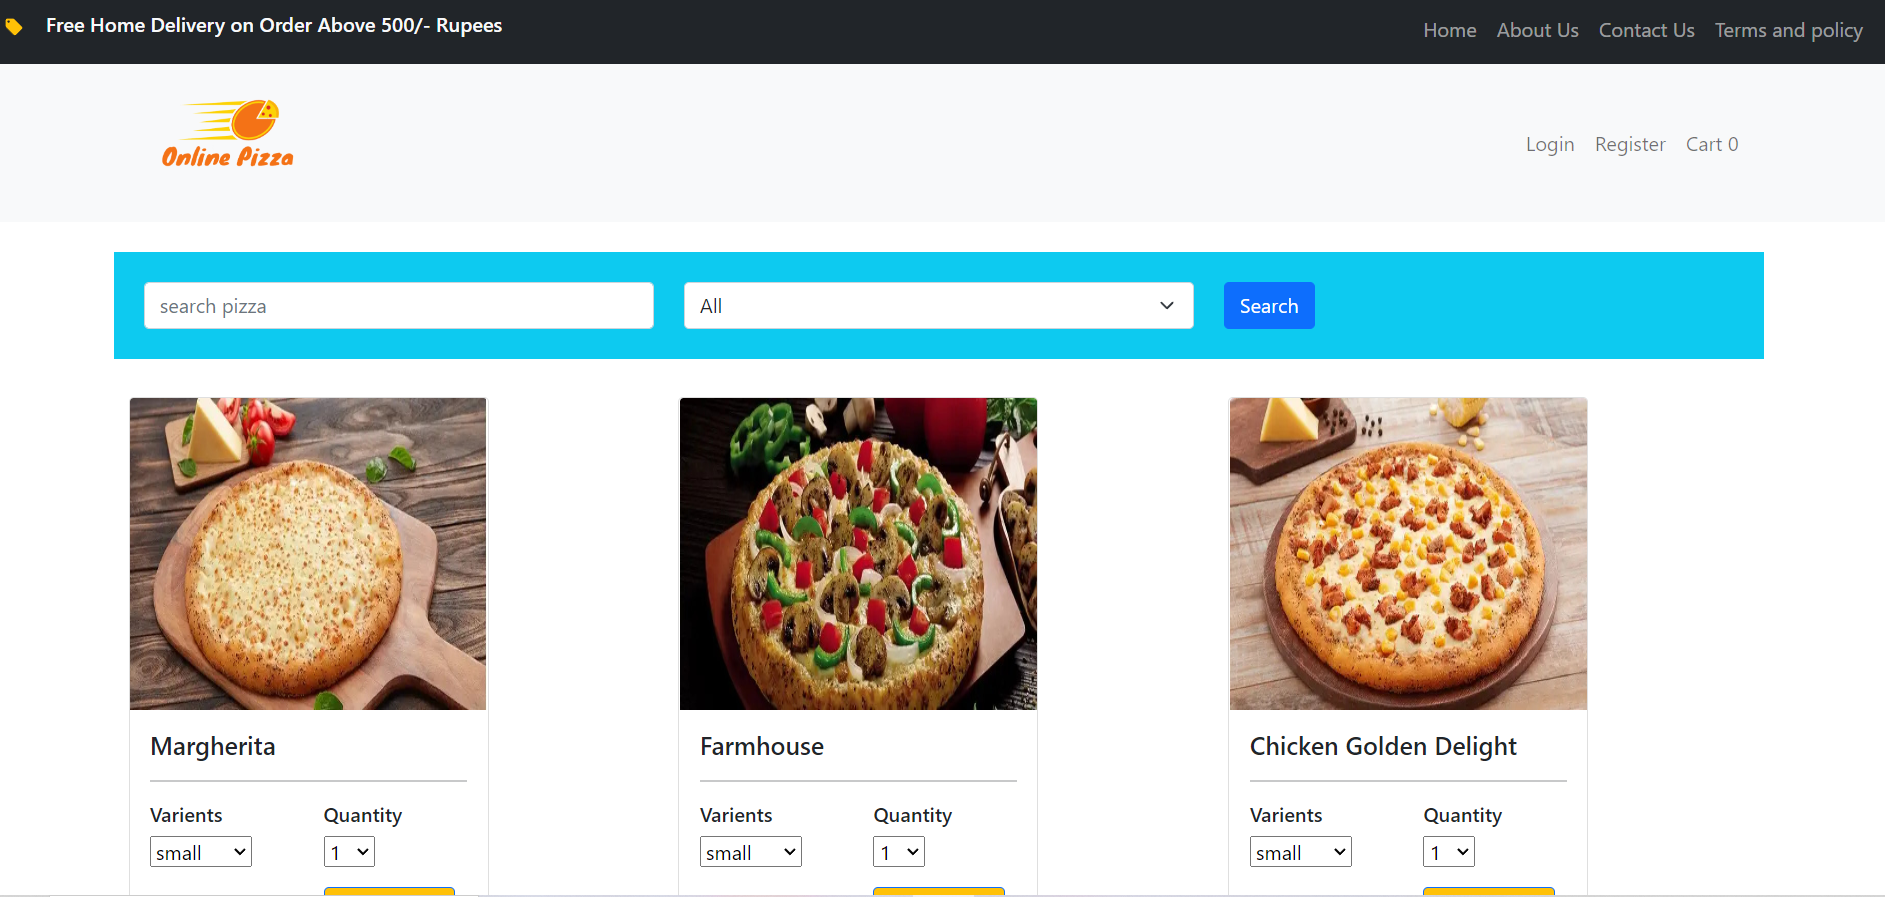 Free Home Delivery on Order Above 500/- Rupees
Home About Us Contact Us Terms and policy
Online Pizza
Login Register Cart 0
search pizza
All
Search
Margherita
Farmhouse
Chicken Golden Delight
Varients Quantity
small 1
Varients Quantity
small 1
Varients Quantity
small 1